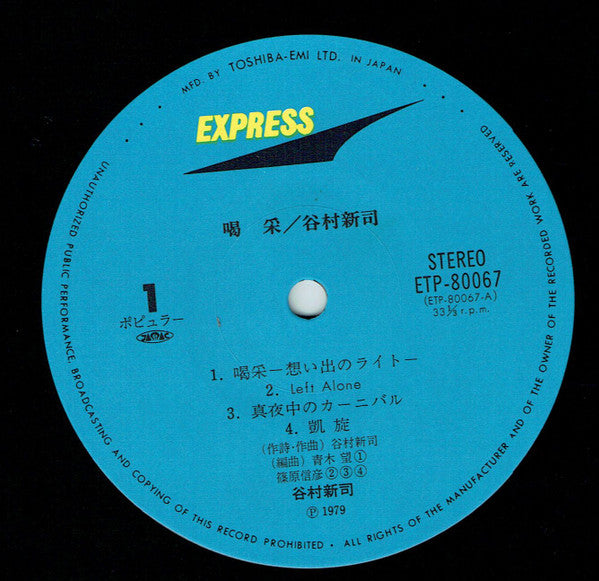 MFD. BY TOSHIBA-EMI LTD. IN JAPAN
EXPRESS
喝 采／谷村新司
STEREO
ETP-80067
(ETP-80067-A)
33⅓ r.p.m.
1
ポピュラー
JASRAC
1. 喝采ー想い出のライトー
2. Left Alone
3. 真夜中のカーニバル
4. 凱 旋
(作詩・作曲) 谷村新司
(編曲) 青木 望①
篠原信彦②③④
谷村新司
Ⓟ 1979
UNAUTHORIZED PUBLIC PERFORMANCE, BROADCASTING AND COPYING OF THIS RECORD PROHIBITED • ALL RIGHTS OF THE MANUFACTURER AND OF THE OWNER OF THE RECORDED WORK ARE RESERVED